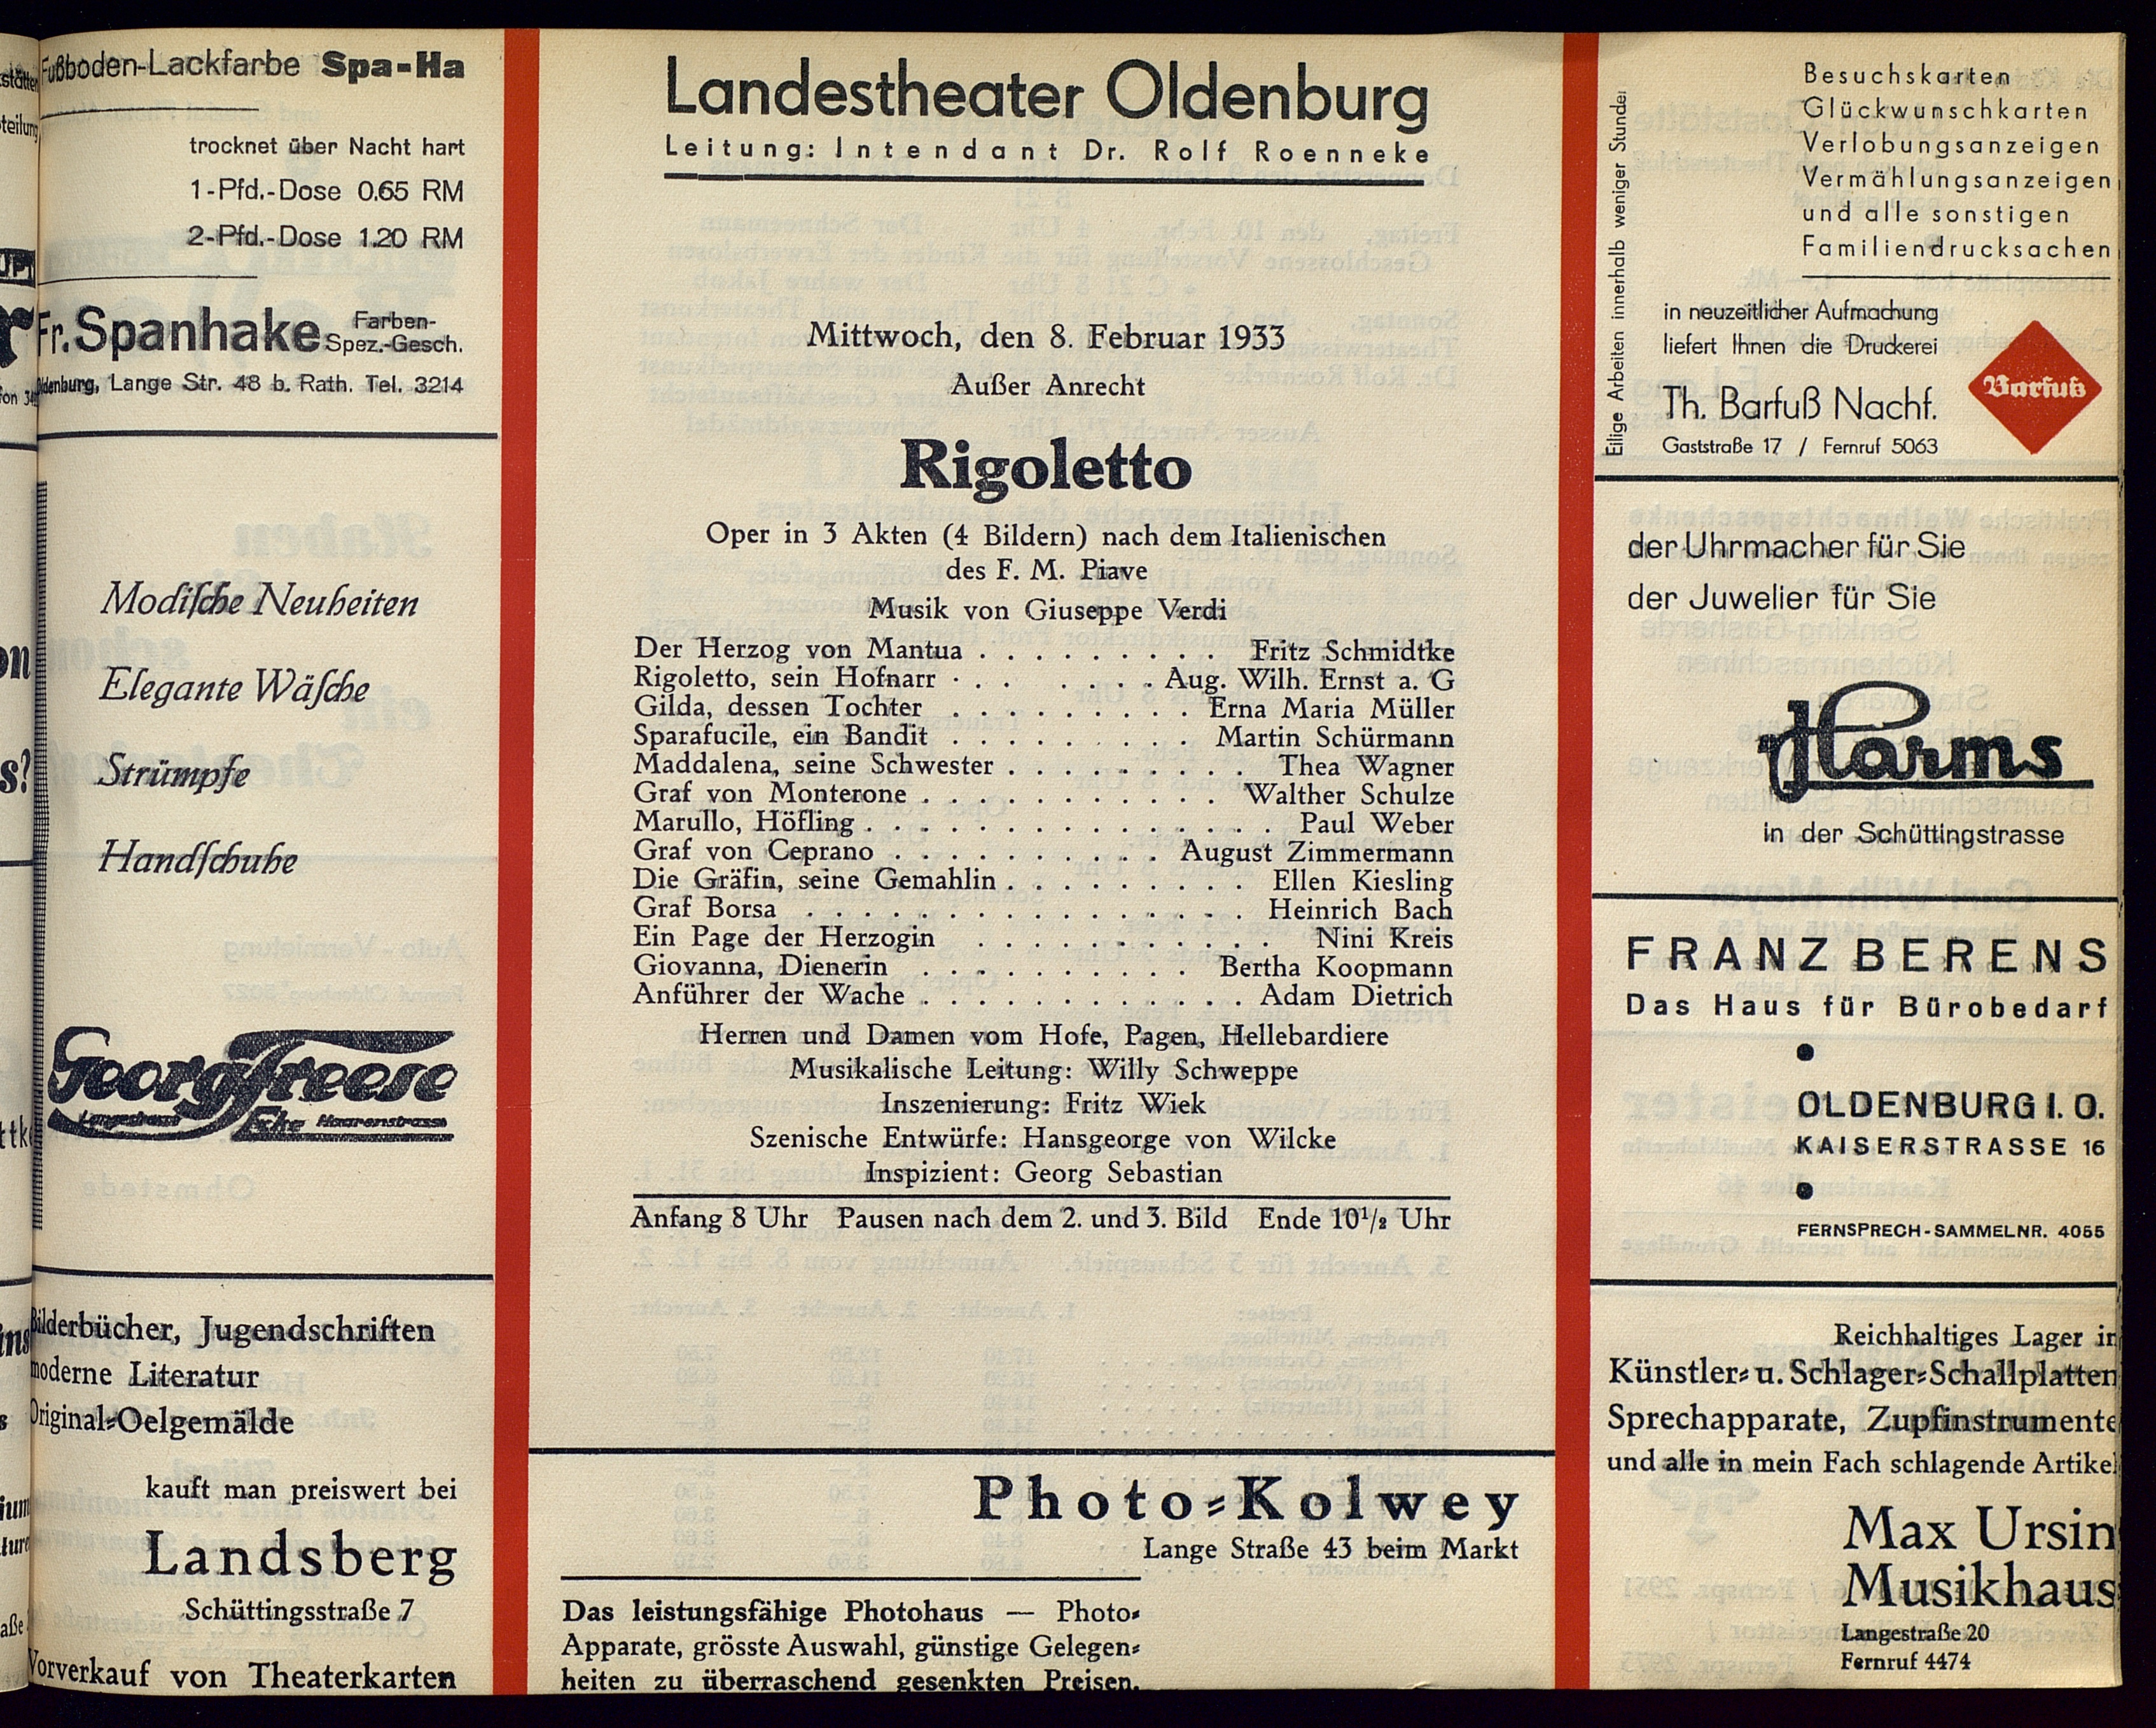 Fußboden-Lackfarbe Spa-Ha
trocknet über Nacht hart
1-Pfd.-Dose 0.65 RM
2-Pfd.-Dose 1.20 RM
Fr. Spanhake Farben-
Spez.-Gesch.
Oldenburg, Lange Str. 48 b. Rath. Tel. 3214
Modische Neuheiten
Elegante Wäsche
Strümpfe
Handschuhe
Georg Freese
Langestrasse Ecke Haarenstrasse
Bilderbücher, Jugendschriften
moderne Literatur
Original-Oelgemälde
kauft man preiswert bei
Landsberg
Schüttingsstraße 7
Vorverkauf von Theaterkarten
Landestheater Oldenburg
Leitung: Intendant Dr. Rolf Roenneke
Mittwoch, den 8. Februar 1933
Außer Anrecht
Rigoletto
Oper in 3 Akten (4 Bildern) nach dem Italienischen
des F. M. Piave
Musik von Giuseppe Verdi
Der Herzog von Mantua . . . . . . . . . Fritz Schmidtke
Rigoletto, sein Hofnarr . . . . . . . Aug. Wilh. Ernst a. G
Gilda, dessen Tochter . . . . . . . . . Erna Maria Müller
Sparafucile, ein Bandit . . . . . . . . . Martin Schürmann
Maddalena, seine Schwester . . . . . . . . . Thea Wagner
Graf von Monterone . . . . . . . . . . . Walther Schulze
Marullo, Höfling . . . . . . . . . . . . . . . Paul Weber
Graf von Ceprano . . . . . . . . . . August Zimmermann
Die Gräfin, seine Gemahlin . . . . . . . . . Ellen Kiesling
Graf Borsa . . . . . . . . . . . . . . . . Heinrich Bach
Ein Page der Herzogin . . . . . . . . . . . Nini Kreis
Giovanna, Dienerin . . . . . . . . . . Bertha Koopmann
Anführer der Wache . . . . . . . . . . . . Adam Dietrich
Herren und Damen vom Hofe, Pagen, Hellebardiere
Musikalische Leitung: Willy Schweppe
Inszenierung: Fritz Wiek
Szenische Entwürfe: Hansgeorge von Wilcke
Inspizient: Georg Sebastian
Anfang 8 Uhr Pausen nach dem 2. und 3. Bild Ende 10½ Uhr
Photo-Kolwey
Lange Straße 43 beim Markt
Das leistungsfähige Photohaus — Photo-
Apparate, grösste Auswahl, günstige Gelegen-
heiten zu überraschend gesenkten Preisen.
Eilige Arbeiten innerhalb weniger Stunden
Besuchskarten
Glückwunschkarten
Verlobungsanzeigen
Vermählungsanzeigen
und alle sonstigen
Familiendrucksachen
in neuzeitlicher Aufmachung
liefert Ihnen die Druckerei
Th. Barfuß Nachf.
Gaststraße 17 / Fernruf 5063
Barfuß
der Uhrmacher für Sie
der Juwelier für Sie
Harms
in der Schüttingstrasse
FRANZ BERENS
Das Haus für Bürobedarf
OLDENBURG I. O.
KAISERSTRASSE 16
FERNSPRECH-SAMMELNR. 4055
Reichhaltiges Lager in
Künstler- u. Schlager-Schallplatten
Sprechapparate, Zupfinstrumente
und alle in mein Fach schlagende Artikel
Max Ursin
Musikhaus
Langestraße 20
Fernruf 4474